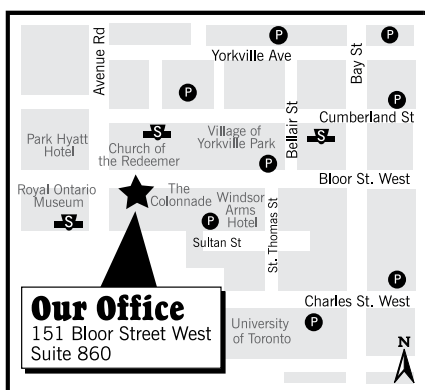 Avenue Rd
Yorkville Ave
P
P
Bay St
P
P
Cumberland St
Bellair St
S
S
Park Hyatt
Hotel
Church of
the Redeemer
Village of
Yorkville Park
P
Bloor St. West
Royal Ontario
Museum
S
The
Colonnade
Windsor
Arms
Hotel
P
Sultan St
St. Thomas St
P
Charles St. West
Our Office
151 Bloor Street West
Suite 860
University
of Toronto
P
N